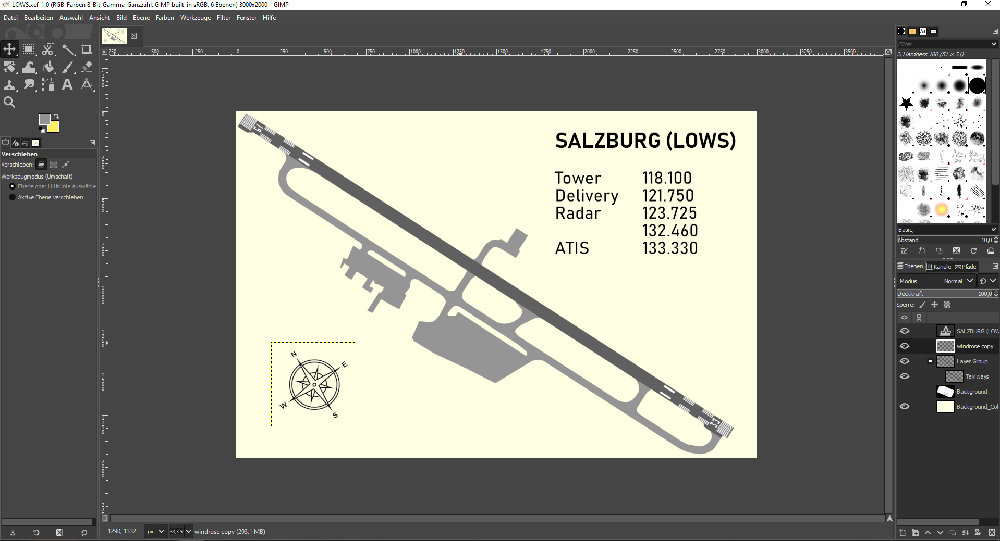 LOWS.xcf-1.0 (RGB-Farben 8-Bit-Gamma-Ganzzahl, GIMP built-in sRGB, 6 Ebenen) 3000x2000 – GIMP
Datei Bearbeiten Auswahl Ansicht Bild Ebene Farben Werkzeuge Filter Fenster Hilfe
Aa
Filter
2. Hardness 100 (51 × 51)
750 -500 -250 0 250 500 750 1000 1250 1500 1750 2000 2250 2500 2750 3000 3250 3500
15
SALZBURG (LOWS)
Tower 118.100
Delivery 121.750
Radar 123.725
132.460
ATIS 133.330
33
N
E
W
S
Verschieben
Verschieben:
Werkzeugmodus (Umschalt)
Ebene oder Hilfslinie auswähle
Aktive Ebene verschieben
Basic,
Abstand 10,0
Ebenen Kanäle Pfade
Modus Normal
Deckkraft 100,0
Sperre:
SALZBURG (LOW
windrose copy
Layer Group
Taxiways
Background
Background_Col
1290, 1332 px 33,3 % windrose copy (293,1 MB)